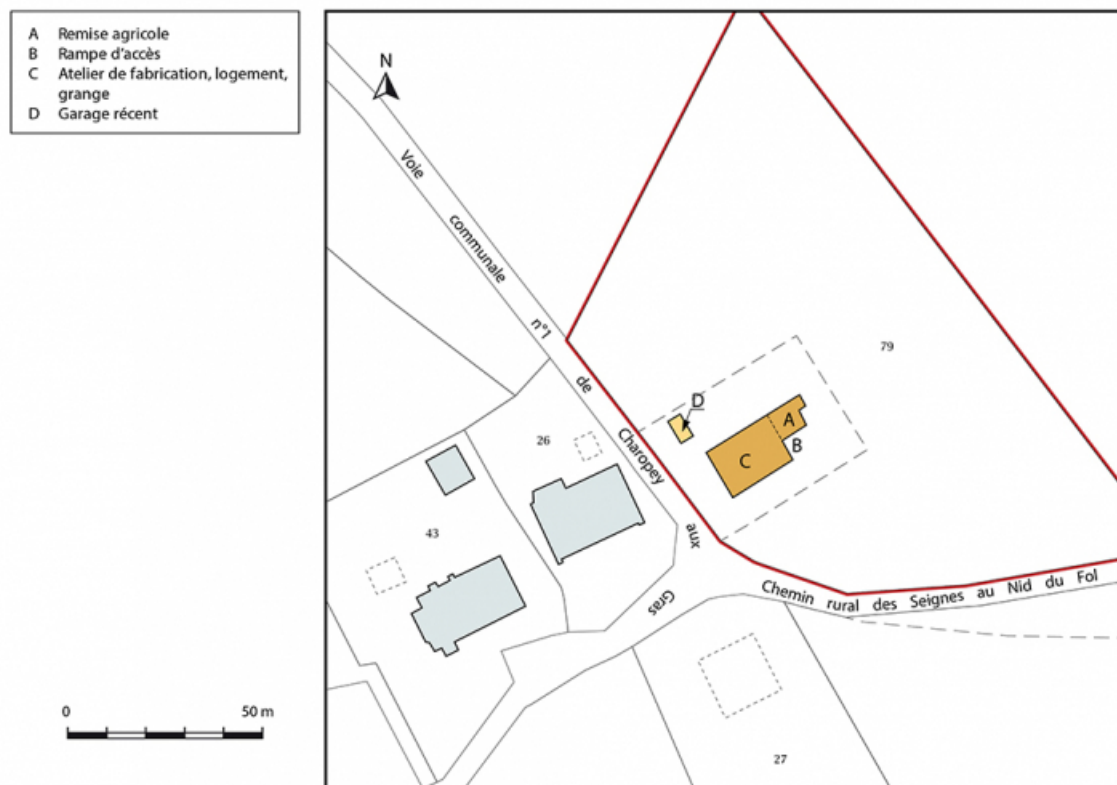 A Remise agricole
B Rampe d'accès
C Atelier de fabrication, logement,
grange
D Garage récent
N
Voie communale n°1 de Charopey aux Gras
79
D
A
B
C
26
43
Chemin rural des Seignes au Nid du Fol
27
0 50 m